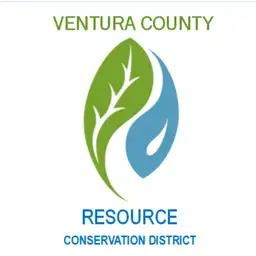 VENTURA COUNTY
RESOURCE
CONSERVATION DISTRICT